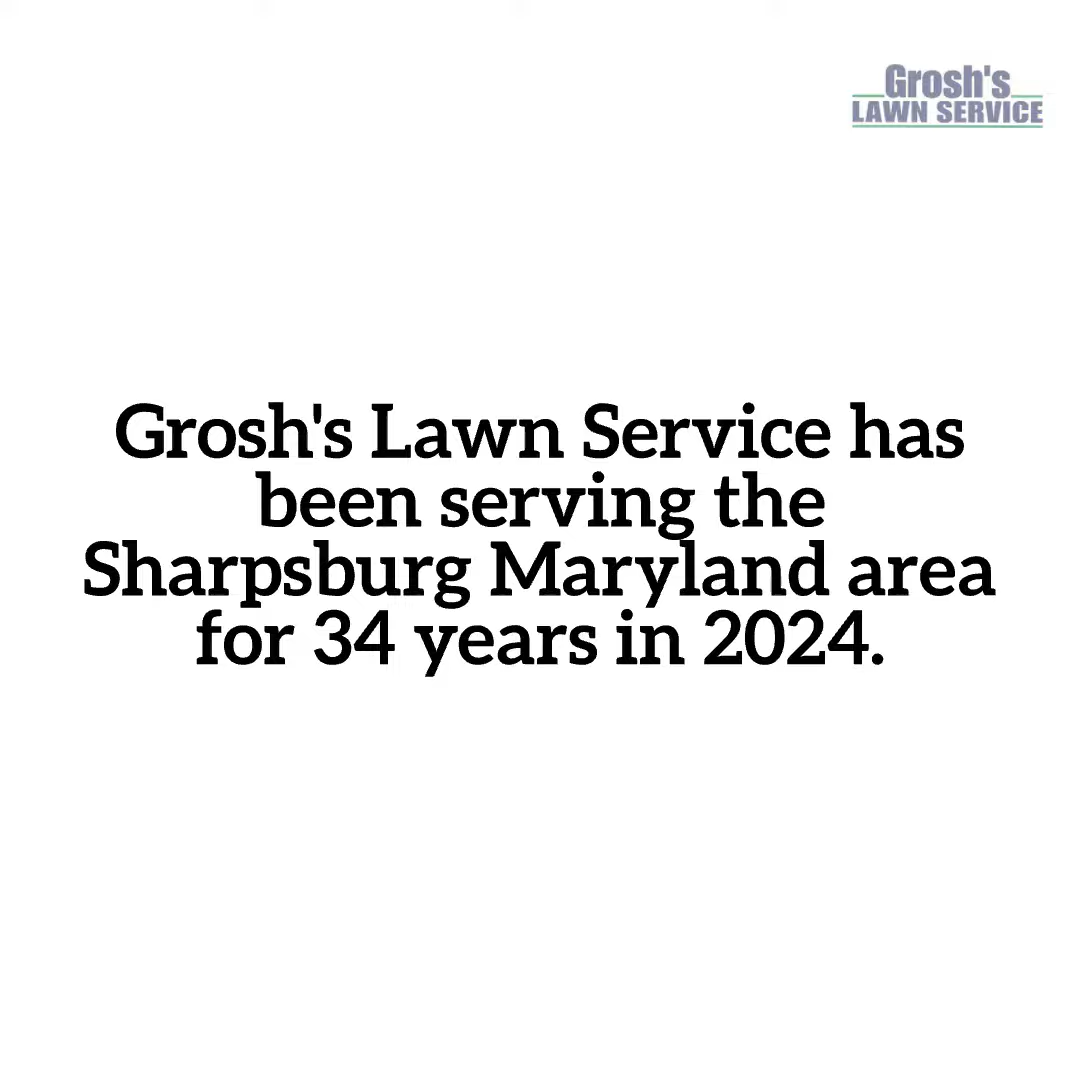 Grosh's
LAWN SERVICE
Grosh's Lawn Service has
been serving the
Sharpsburg Maryland area
for 34 years in 2024.